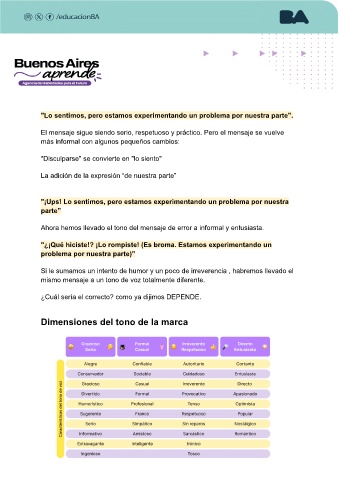 /educacionBA
BA
Buenos Aires
aprende
Agencia de Habilidades para el Futuro
"Lo sentimos, pero estamos experimentando un problema por nuestra parte".
El mensaje sigue siendo serio, respetuoso y práctico. Pero el mensaje se vuelve
más informal con algunos pequeños cambios:
"Disculparse" se convierte en "lo siento"
La adición de la expresión "de nuestra parte"
"¡Ups! Lo sentimos, pero estamos experimentando un problema por nuestra
parte"
Ahora hemos llevado el tono del mensaje de error a informal y entusiasta.
"¿¡Qué hiciste!? ¡Lo rompiste! (Es broma. Estamos experimentando un
problema por nuestra parte)"
Si le sumamos un intento de humor y un poco de irreverencia , habremos llevado el
mismo mensaje a un tono de voz totalmente diferente.
¿Cuál sería el correcto? como ya dijimos DEPENDE.
Dimensiones del tono de la marca
Gracioso Formal Irreverente Directo
Serio Casual Respetuoso Entusiasta
Características del tono de voz
Alegre Confiable Autoritario Cortante
Conservador Sociable Cuidadoso Entusiasta
Gracioso Casual Irreverente Directo
Divertido Formal Provocativo Apasionado
Humorístico Profesional Tenso Optimista
Sugerente Franco Respetuoso Popular
Serio Simpático Sin reparos Nostálgico
Informativo Amistoso Sarcástico Romántico
Extravagante Inteligente Irónico
Ingenioso Tosco